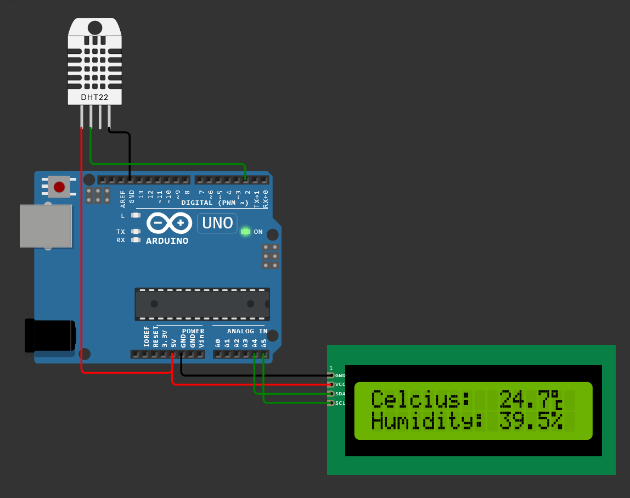 DHT22
AREF
GND
13
12
~11
~10
~9
8
7
~6
~5
4
~3
2
TX→1
RX←0
DIGITAL (PWM ~)
L
TX
RX
UNO
ON
ARDUINO
IOREF
RESET
3.3V
5V
GND
GND
Vin
POWER
ANALOG IN
A0
A1
A2
A3
A4
A5
1
GND
VCC
SDA
SCL
Celcius: 24.7℃
Humidity: 39.5%